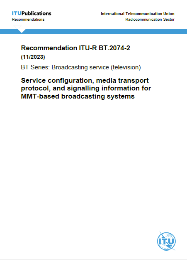 ITUPublications
International Telecommunication Union
Recommendations
Radiocommunication Sector
Recommendation ITU-R BT.2074-2
(11/2023)
BT Series: Broadcasting service (television)
Service configuration, media transport
protocol, and signalling information for
MMT-based broadcasting systems
ITU